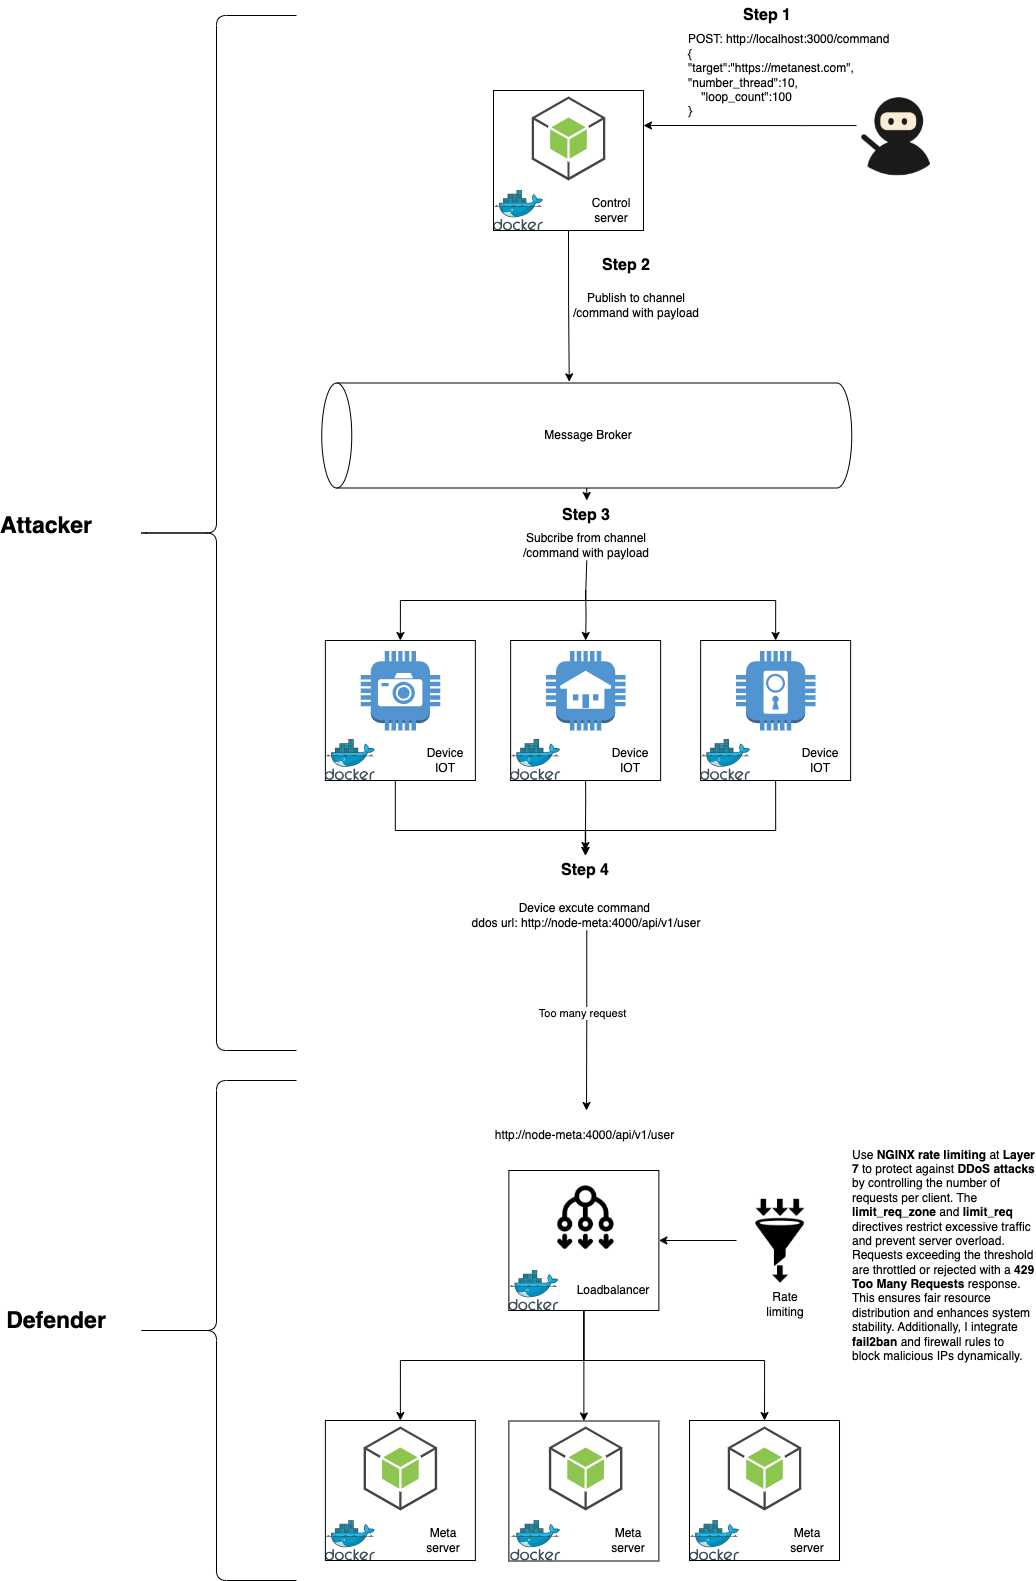 Step 1
POST: http://localhost:3000/command
{
"target":"https://metanest.com",
"number_thread":10,
"loop_count":100
}
docker
Control
server
Step 2
Publish to channel
/command with payload
Message Broker
Step 3
Subcribe from channel
/command with payload
Attacker
docker
Device
IOT
docker
Device
IOT
docker
Device
IOT
Step 4
Device excute command
ddos url: http://node-meta:4000/api/v1/user
Too many request
http://node-meta:4000/api/v1/user
docker
Loadbalancer
Rate
limiting
Use NGINX rate limiting at Layer
7 to protect against DDoS attacks
by controlling the number of
requests per client. The
limit_req_zone and limit_req
directives restrict excessive traffic
and prevent server overload.
Requests exceeding the threshold
are throttled or rejected with a 429
Too Many Requests response.
This ensures fair resource
distribution and enhances system
stability. Additionally, I integrate
fail2ban and firewall rules to
block malicious IPs dynamically.
Defender
docker
Meta
server
docker
Meta
server
docker
Meta
server